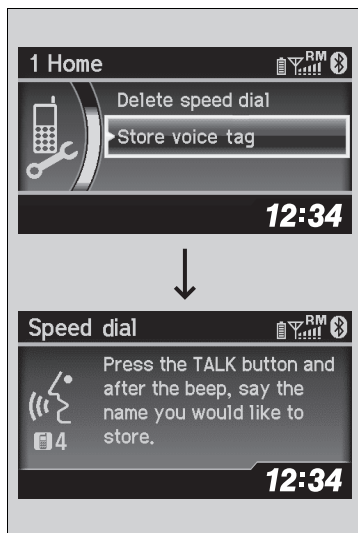 1 Home
RM
Delete speed dial
Store voice tag
12:34
Speed dial
RM
Press the TALK button and
after the beep, say the
name you would like to
store.
4
12:34